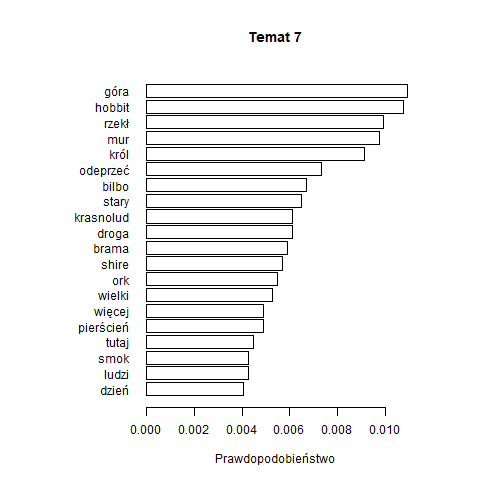 Temat 7
góra
hobbit
rzekł
mur
król
odeprzeć
bilbo
stary
krasnolud
droga
brama
shire
ork
wielki
więcej
pierścień
tutaj
smok
ludzi
dzień
0.000 0.002 0.004 0.006 0.008 0.010
Prawdopodobieństwo